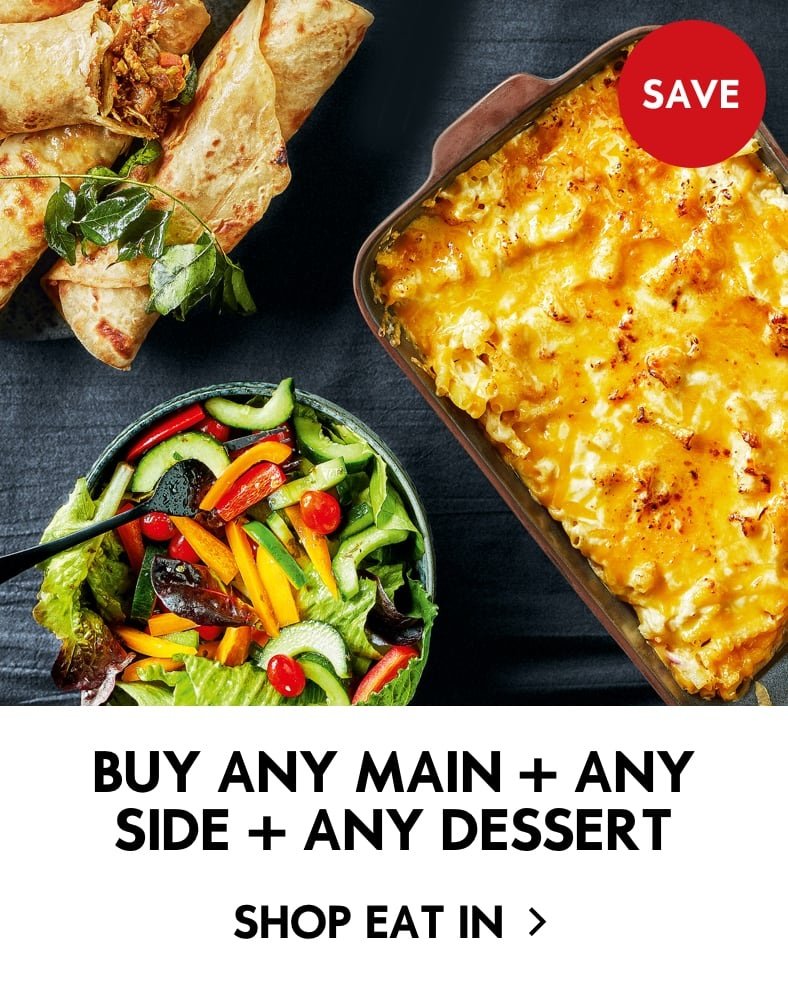 SAVE
BUY ANY MAIN + ANY
SIDE + ANY DESSERT
SHOP EAT IN >